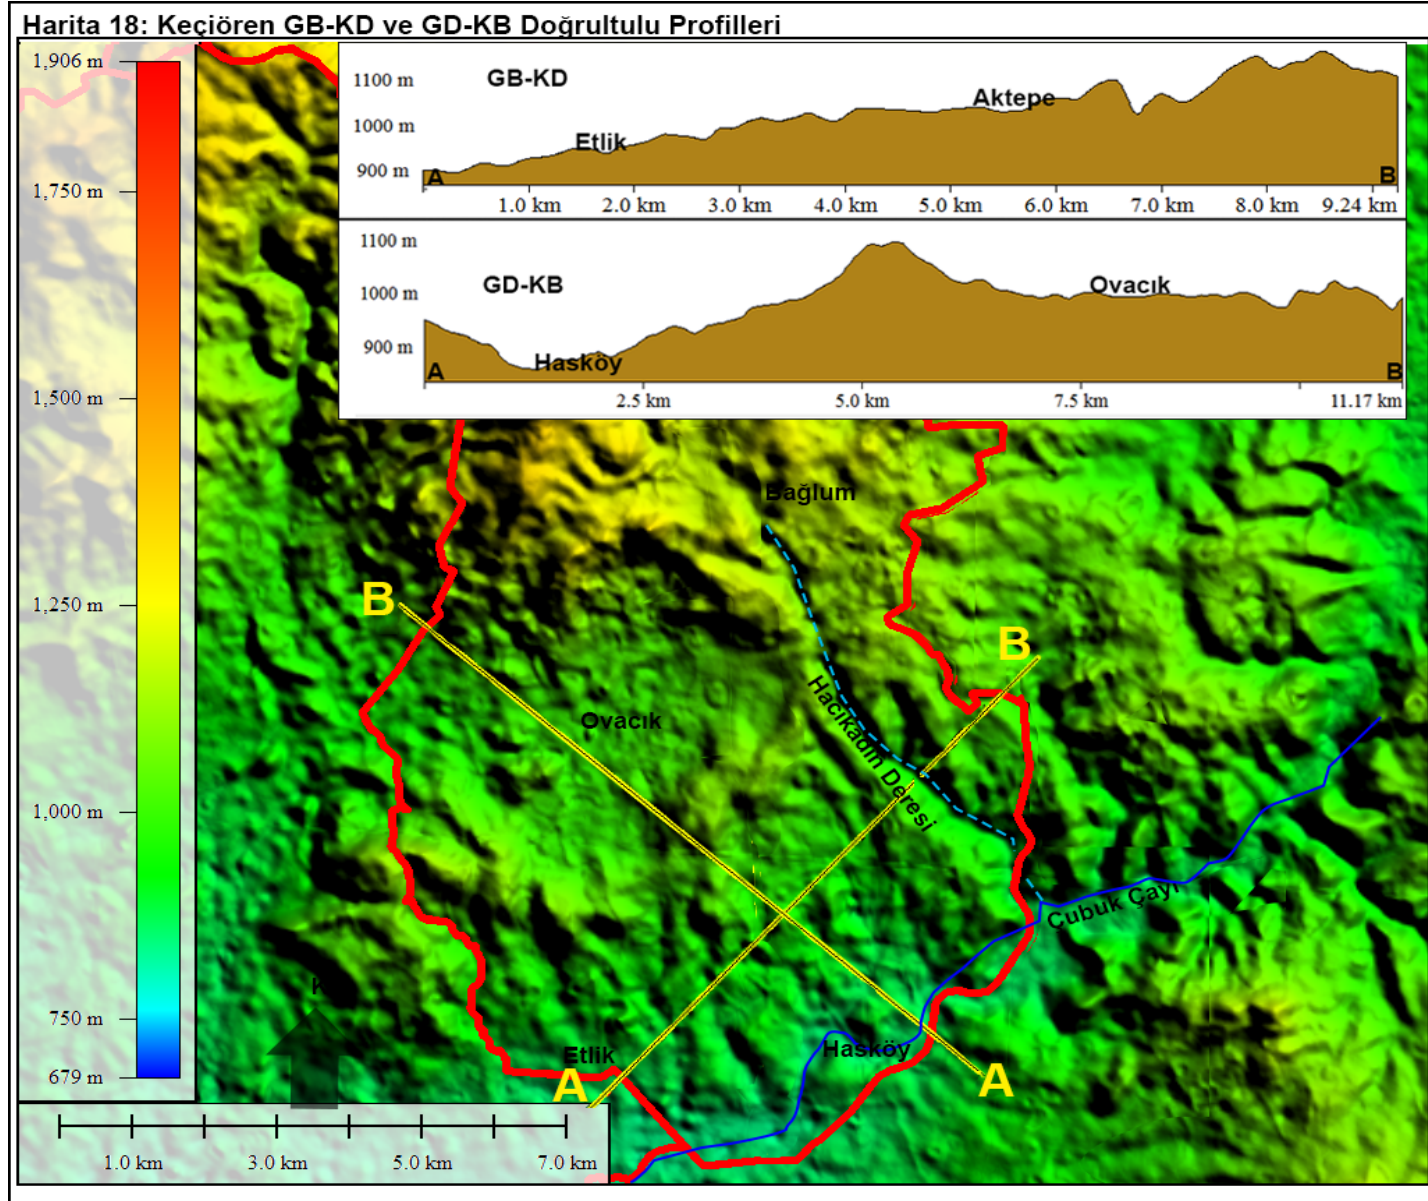 Harita 18: Keçiören GB-KD ve GD-KB Doğrultulu Profilleri
1,906 m
1,750 m
1,500 m
1,250 m
1,000 m
750 m
679 m
GB-KD
1100 m
1000 m
900 m
Etlik
Aktepe
A
B
1.0 km 2.0 km 3.0 km 4.0 km 5.0 km 6.0 km 7.0 km 8.0 km 9.24 km
GD-KB
1100 m
1000 m
900 m
Hasköy
Ovacık
A
B
2.5 km 5.0 km 7.5 km 11.17 km
Bağlum
B
B
Ovacık
Hacıkadın Deresi
Çubuk Çayı
K
Hasköy
Etlik
A
A
1.0 km 3.0 km 5.0 km 7.0 km